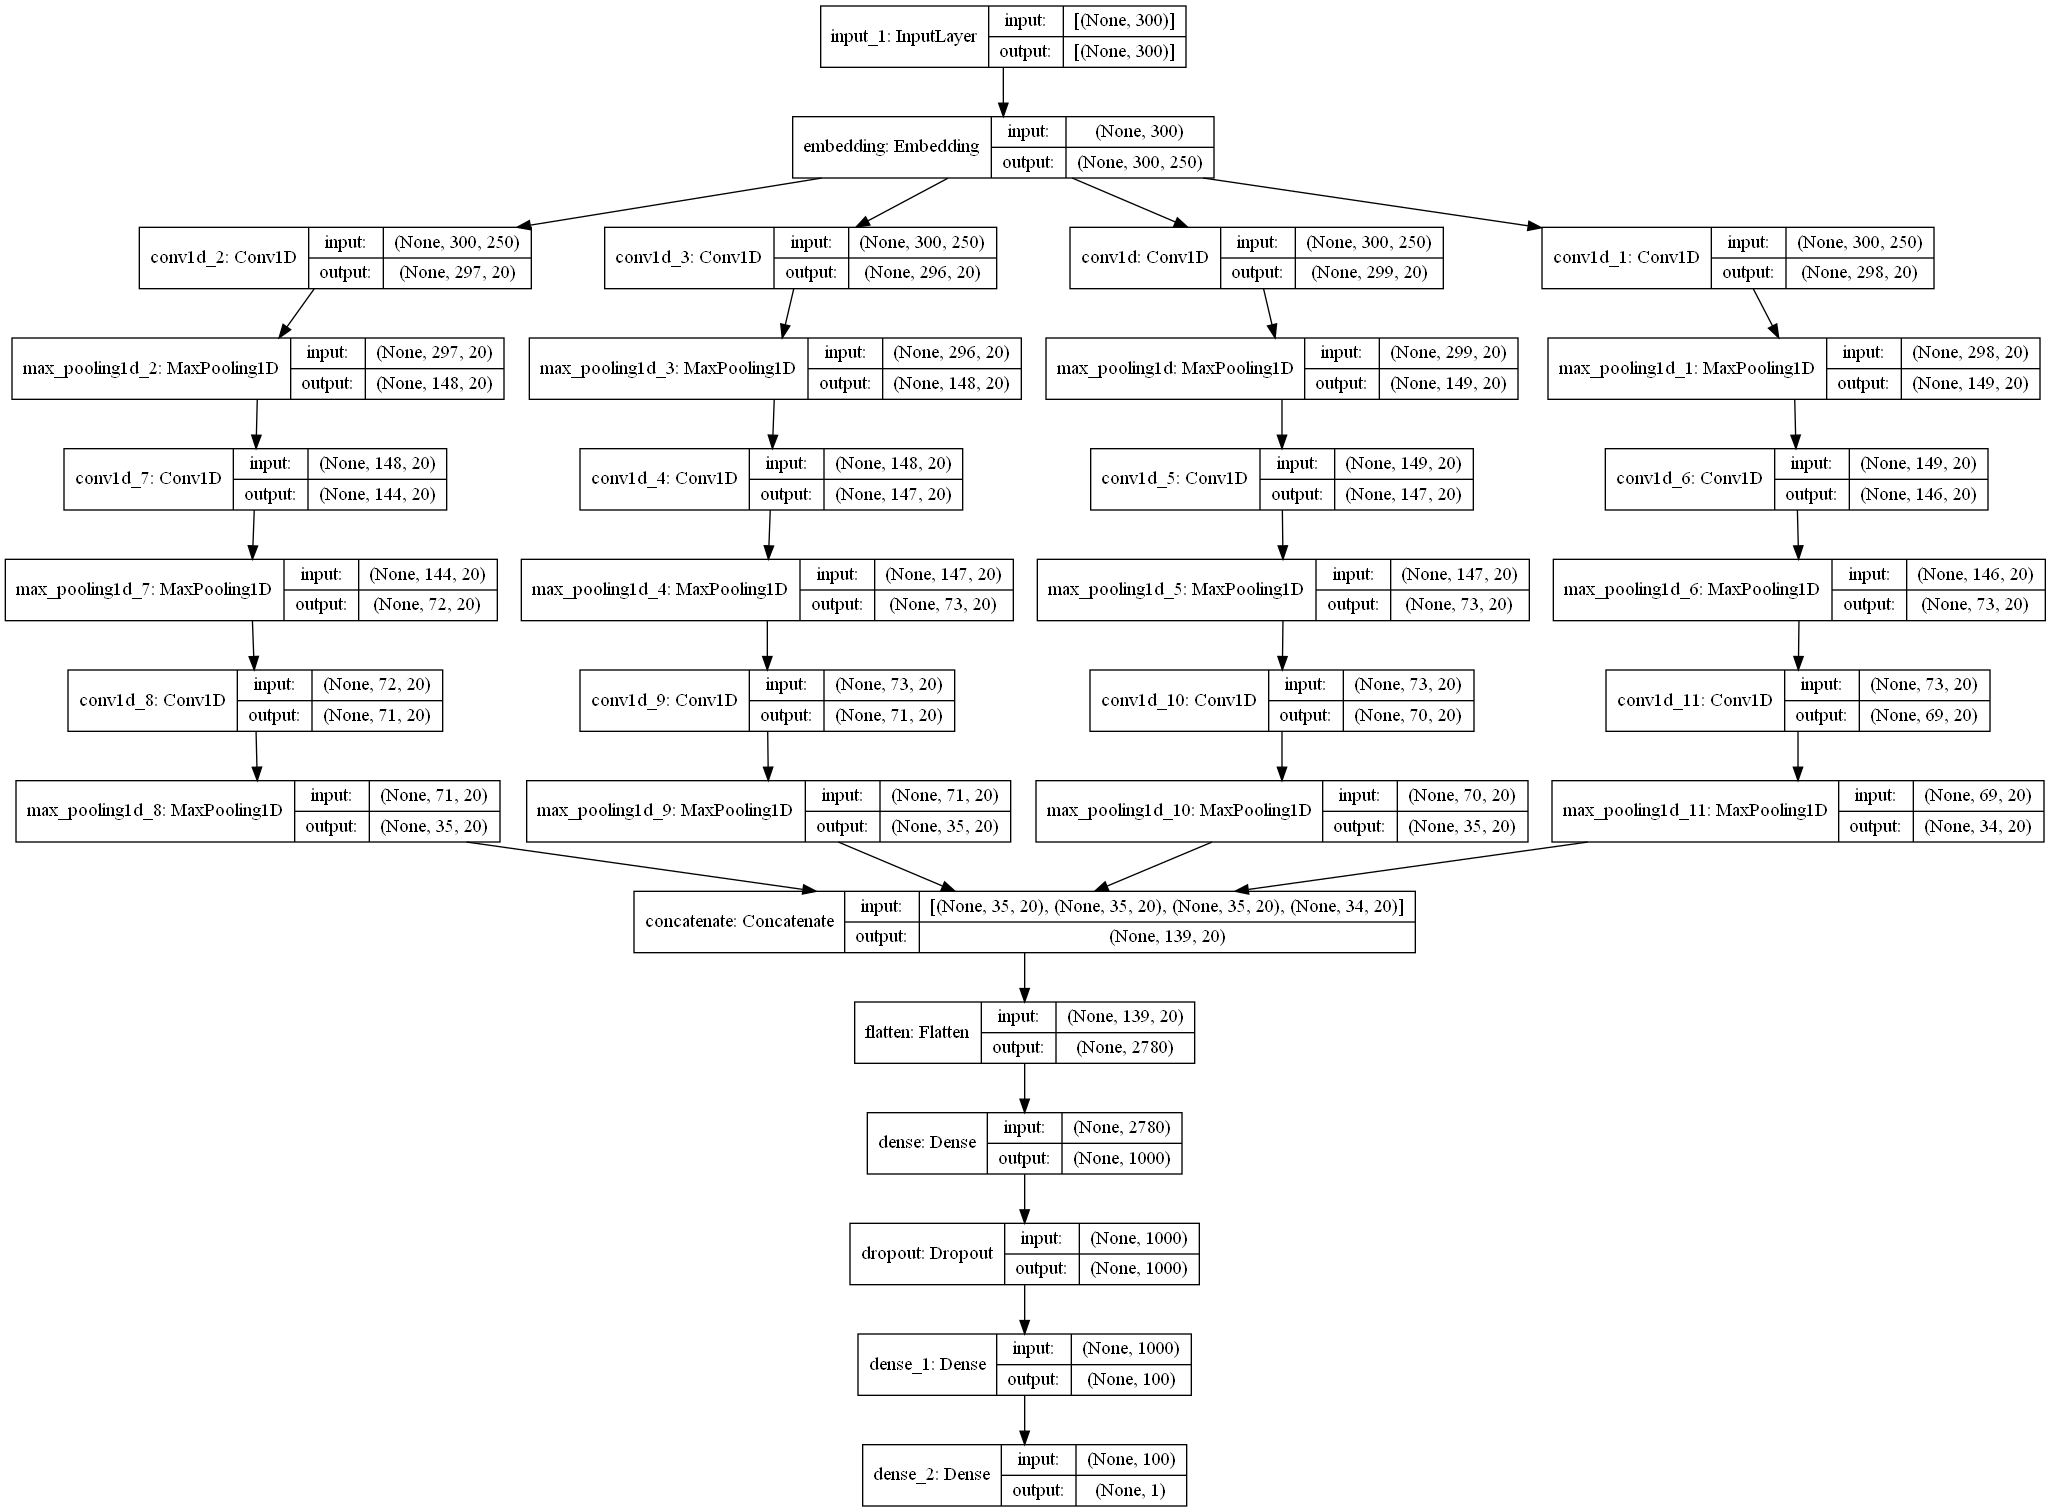 input_1: InputLayer
input: [(None, 300)]
output: [(None, 300)]
embedding: Embedding
input: (None, 300)
output: (None, 300, 250)
conv1d_2: Conv1D
input: (None, 300, 250)
output: (None, 297, 20)
conv1d_3: Conv1D
input: (None, 300, 250)
output: (None, 296, 20)
conv1d: Conv1D
input: (None, 300, 250)
output: (None, 299, 20)
conv1d_1: Conv1D
input: (None, 300, 250)
output: (None, 298, 20)
max_pooling1d_2: MaxPooling1D
input: (None, 297, 20)
output: (None, 148, 20)
max_pooling1d_3: MaxPooling1D
input: (None, 296, 20)
output: (None, 148, 20)
max_pooling1d: MaxPooling1D
input: (None, 299, 20)
output: (None, 149, 20)
max_pooling1d_1: MaxPooling1D
input: (None, 298, 20)
output: (None, 149, 20)
conv1d_7: Conv1D
input: (None, 148, 20)
output: (None, 144, 20)
conv1d_4: Conv1D
input: (None, 148, 20)
output: (None, 147, 20)
conv1d_5: Conv1D
input: (None, 149, 20)
output: (None, 147, 20)
conv1d_6: Conv1D
input: (None, 149, 20)
output: (None, 146, 20)
max_pooling1d_7: MaxPooling1D
input: (None, 144, 20)
output: (None, 72, 20)
max_pooling1d_4: MaxPooling1D
input: (None, 147, 20)
output: (None, 73, 20)
max_pooling1d_5: MaxPooling1D
input: (None, 147, 20)
output: (None, 73, 20)
max_pooling1d_6: MaxPooling1D
input: (None, 146, 20)
output: (None, 73, 20)
conv1d_8: Conv1D
input: (None, 72, 20)
output: (None, 71, 20)
conv1d_9: Conv1D
input: (None, 73, 20)
output: (None, 71, 20)
conv1d_10: Conv1D
input: (None, 73, 20)
output: (None, 70, 20)
conv1d_11: Conv1D
input: (None, 73, 20)
output: (None, 69, 20)
max_pooling1d_8: MaxPooling1D
input: (None, 71, 20)
output: (None, 35, 20)
max_pooling1d_9: MaxPooling1D
input: (None, 71, 20)
output: (None, 35, 20)
max_pooling1d_10: MaxPooling1D
input: (None, 70, 20)
output: (None, 35, 20)
max_pooling1d_11: MaxPooling1D
input: (None, 69, 20)
output: (None, 34, 20)
concatenate: Concatenate
input: [(None, 35, 20), (None, 35, 20), (None, 35, 20), (None, 34, 20)]
output: (None, 139, 20)
flatten: Flatten
input: (None, 139, 20)
output: (None, 2780)
dense: Dense
input: (None, 2780)
output: (None, 1000)
dropout: Dropout
input: (None, 1000)
output: (None, 1000)
dense_1: Dense
input: (None, 1000)
output: (None, 100)
dense_2: Dense
input: (None, 100)
output: (None, 1)